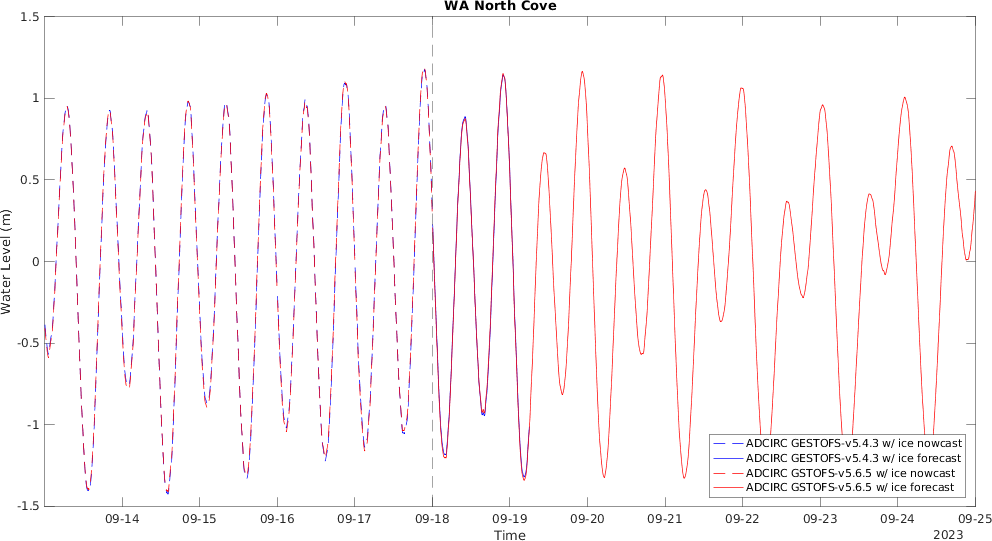 WA North Cove
1.5
1
0.5
0
-0.5
-1
-1.5
Water Level (m)
09-14 09-15 09-16 09-17 09-18 09-19 09-20 09-21 09-22 09-23 09-24 09-25
Time
2023
ADCIRC GESTOFS-v5.4.3 w/ ice nowcast
ADCIRC GESTOFS-v5.4.3 w/ ice forecast
ADCIRC GSTOFS-v5.6.5 w/ ice nowcast
ADCIRC GSTOFS-v5.6.5 w/ ice forecast